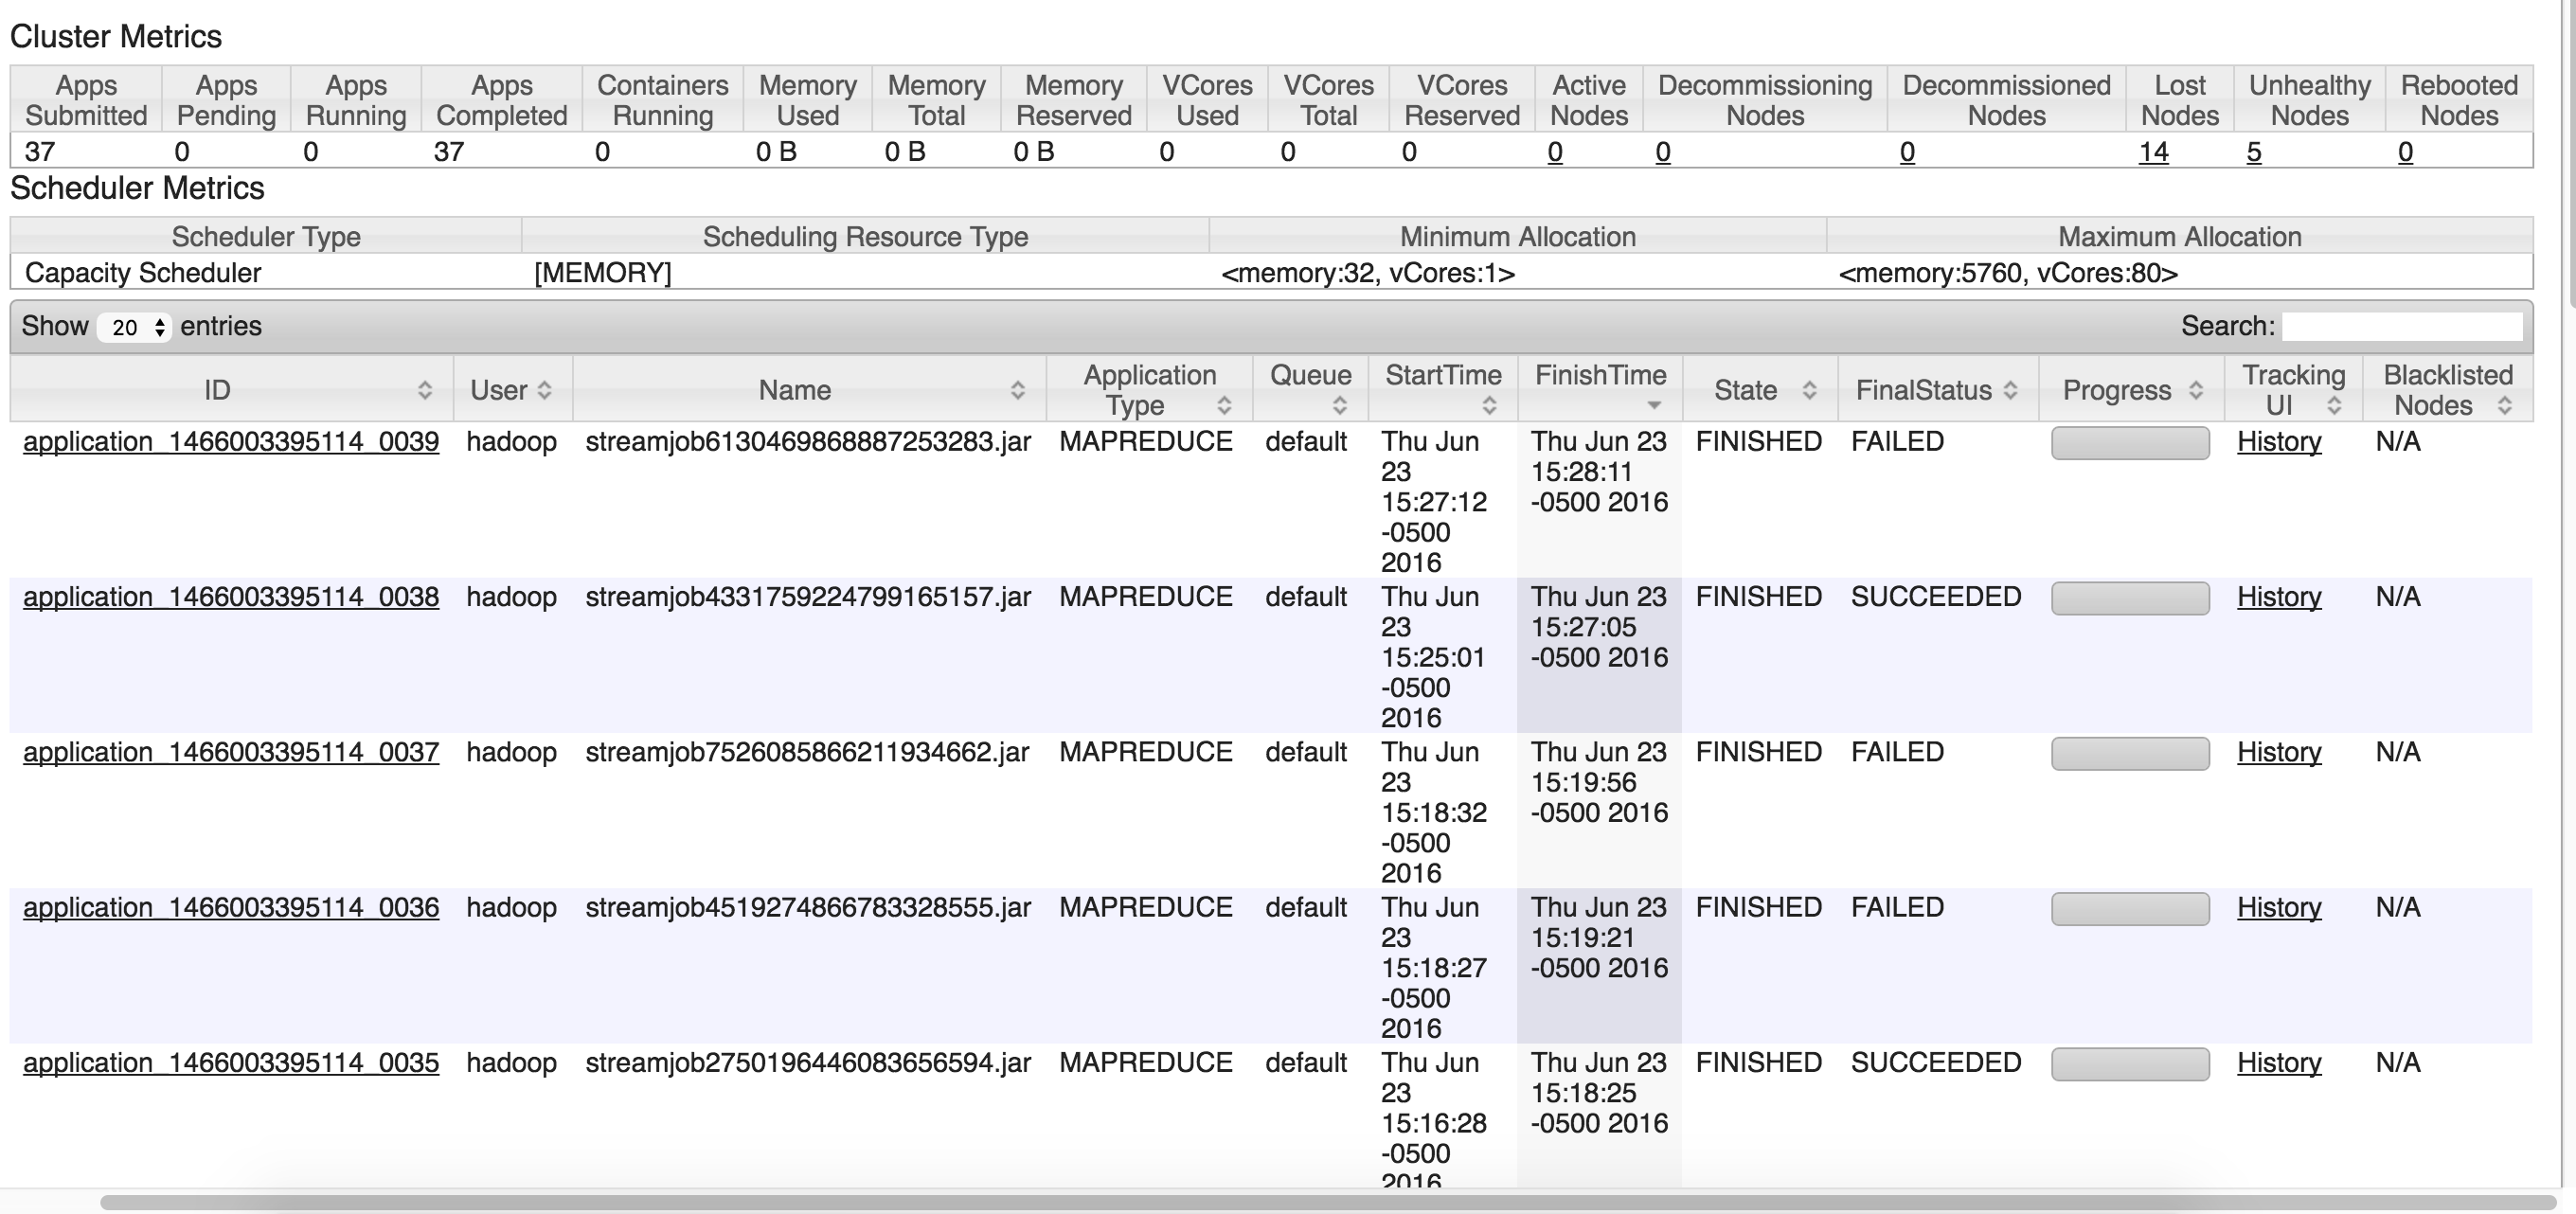 Cluster Metrics
Apps Submitted Apps Pending Apps Running Apps Completed Containers Running Memory Used Memory Total Memory Reserved VCores Used VCores Total VCores Reserved Active Nodes Decommissioning Nodes Decommissioned Nodes Lost Nodes Unhealthy Nodes Rebooted Nodes
37 0 0 37 0 0 B 0 B 0 B 0 0 0 0 0 0 14 5 0
Scheduler Metrics
Scheduler Type Scheduling Resource Type Minimum Allocation Maximum Allocation
Capacity Scheduler [MEMORY] <memory:32, vCores:1> <memory:5760, vCores:80>
Show 20 entries Search:
ID User Name Application Type Queue StartTime FinishTime State FinalStatus Progress Tracking UI Blacklisted Nodes
application_1466003395114_0039 hadoop streamjob6130469868887253283.jar MAPREDUCE default Thu Jun 23 15:27:12 -0500 2016 Thu Jun 23 15:28:11 -0500 2016 FINISHED FAILED History N/A
application_1466003395114_0038 hadoop streamjob4331759224799165157.jar MAPREDUCE default Thu Jun 23 15:25:01 -0500 2016 Thu Jun 23 15:27:05 -0500 2016 FINISHED SUCCEEDED History N/A
application_1466003395114_0037 hadoop streamjob7526085866211934662.jar MAPREDUCE default Thu Jun 23 15:18:32 -0500 2016 Thu Jun 23 15:19:56 -0500 2016 FINISHED FAILED History N/A
application_1466003395114_0036 hadoop streamjob4519274866783328555.jar MAPREDUCE default Thu Jun 23 15:18:27 -0500 2016 Thu Jun 23 15:19:21 -0500 2016 FINISHED FAILED History N/A
application_1466003395114_0035 hadoop streamjob2750196446083656594.jar MAPREDUCE default Thu Jun 23 15:16:28 -0500 2016 Thu Jun 23 15:18:25 -0500 2016 FINISHED SUCCEEDED History N/A